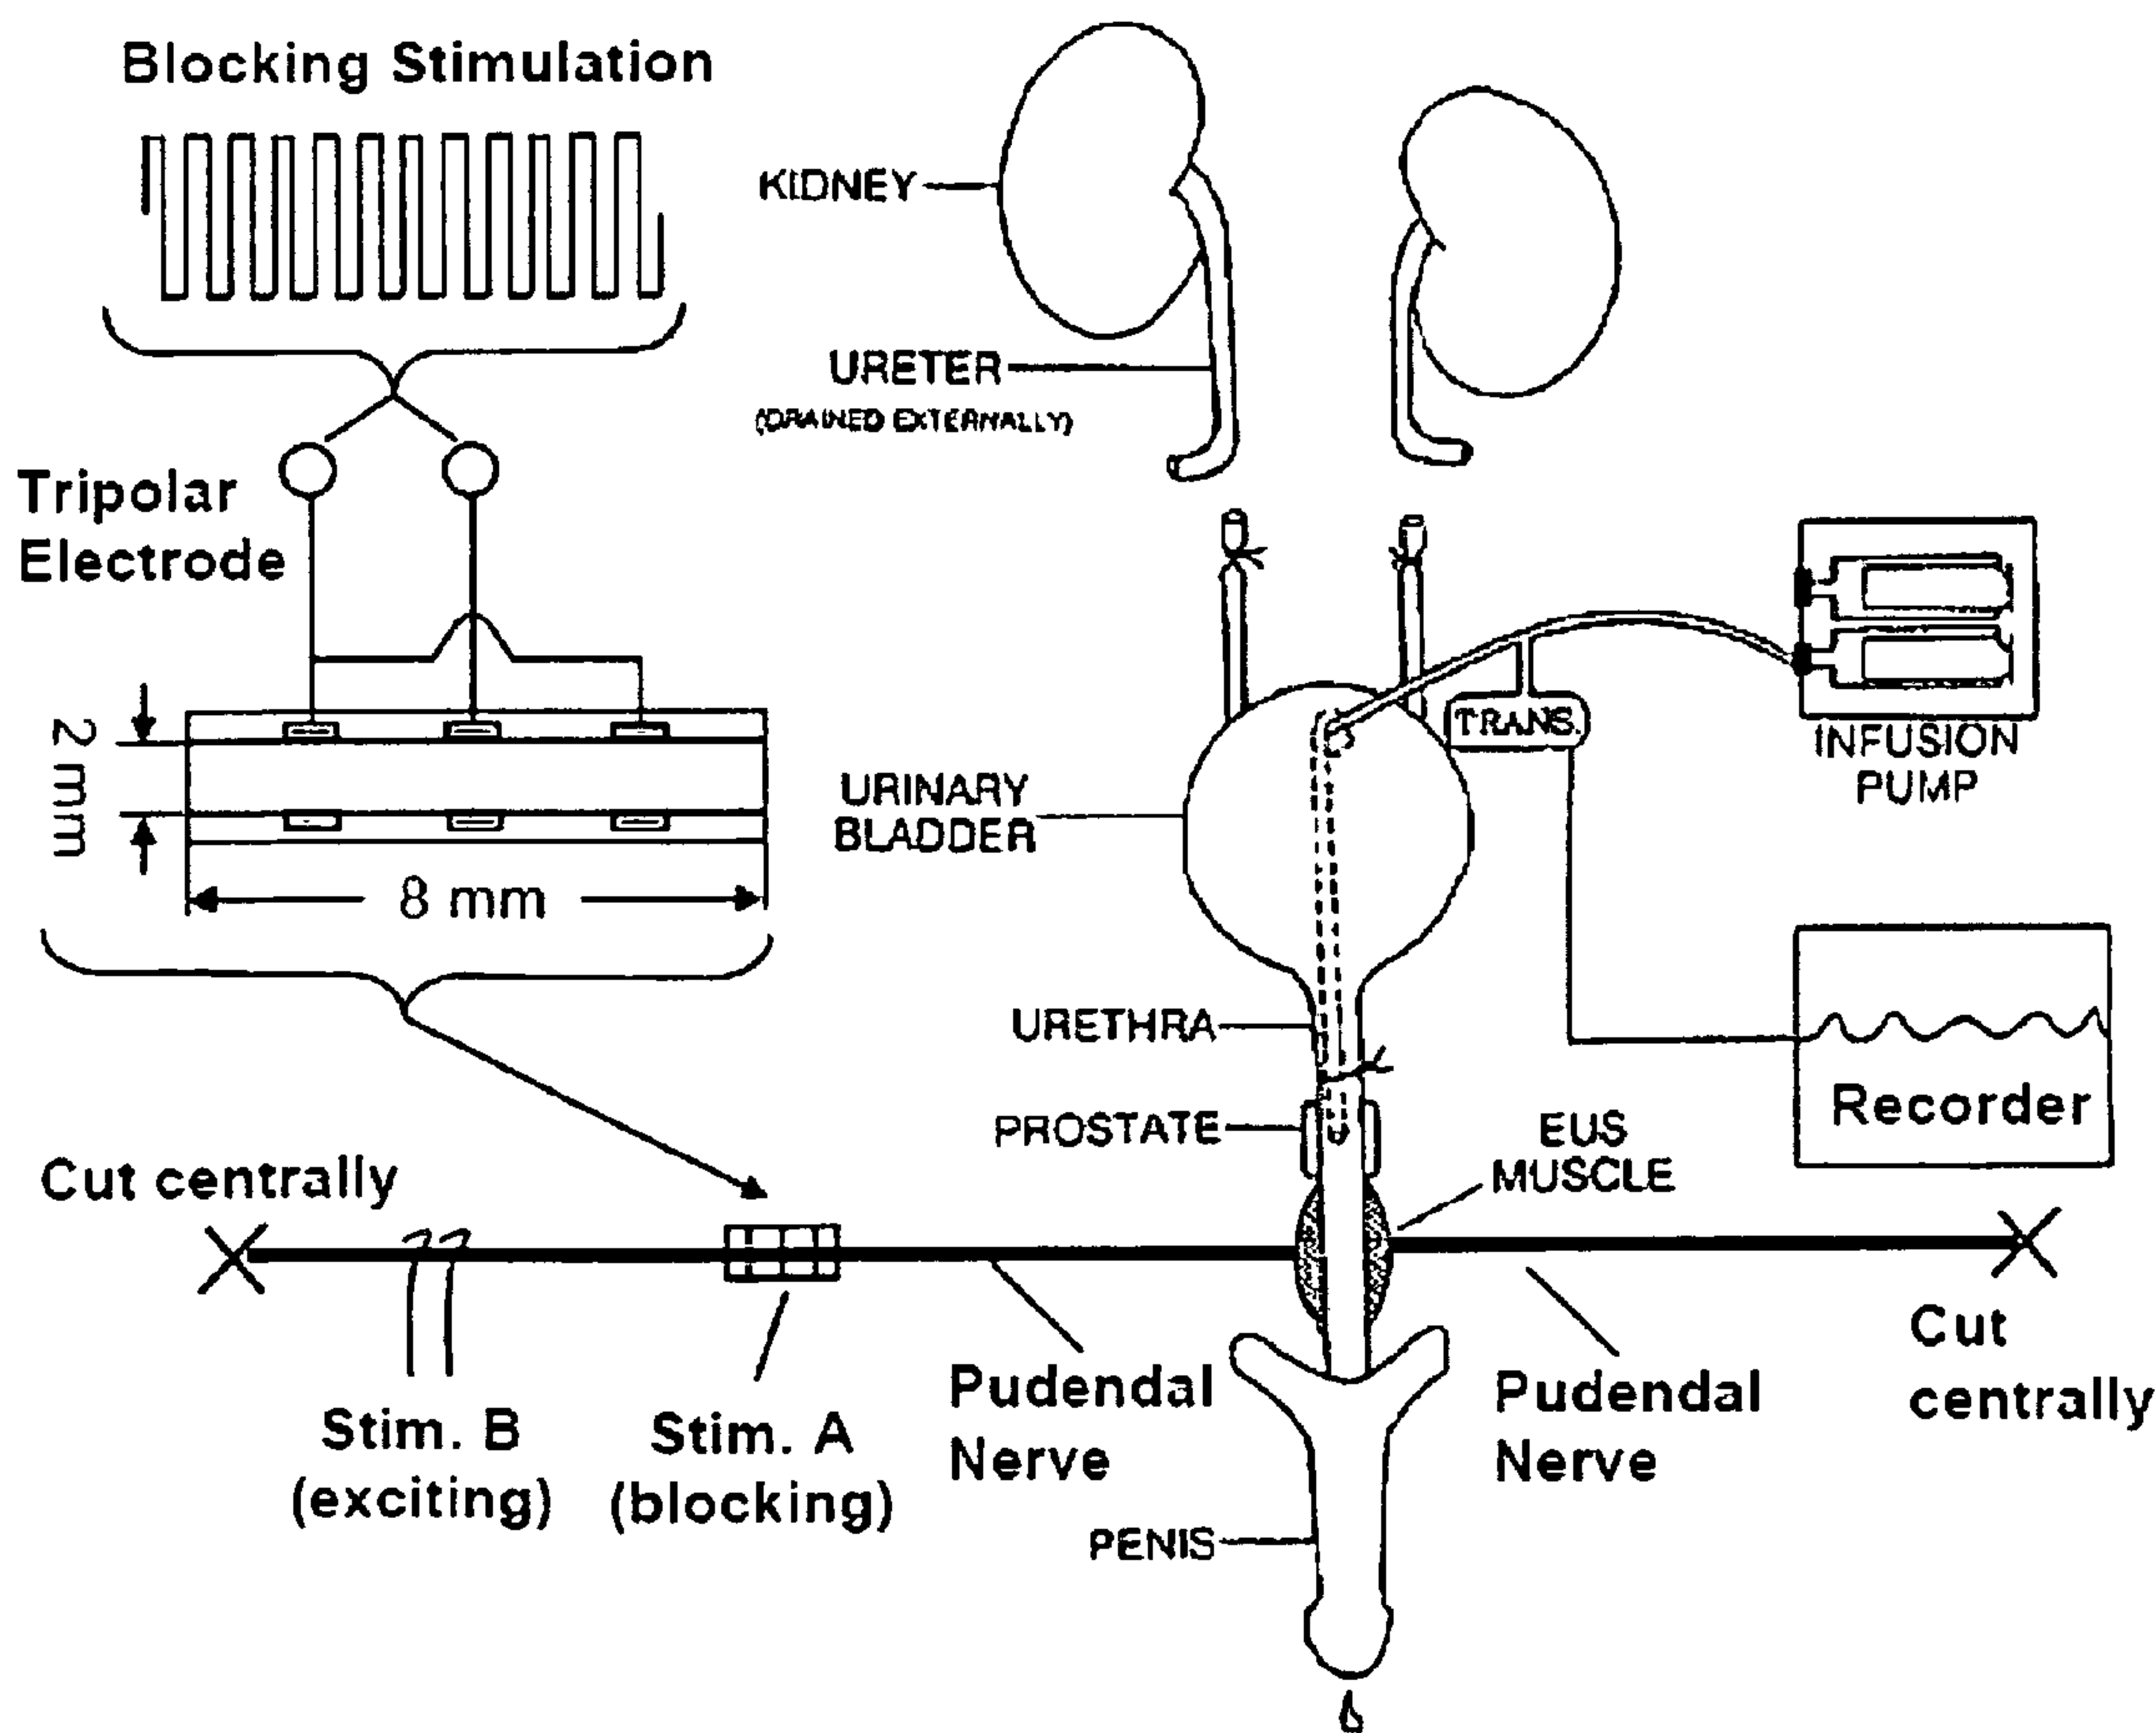 Blocking Stimulation
KIDNEY
URETER
(DRAINED EXTERNALLY)
Tripolar
Electrode
2 mm
8 mm
TRANS.
INFUSION
PUMP
URINARY
BLADDER
URETHRA
PROSTATE
EUS
MUSCLE
Recorder
Cut centrally
Cut
centrally
Stim. B
(exciting)
Stim. A
(blocking)
Pudendal
Nerve
Pudendal
Nerve
PENIS